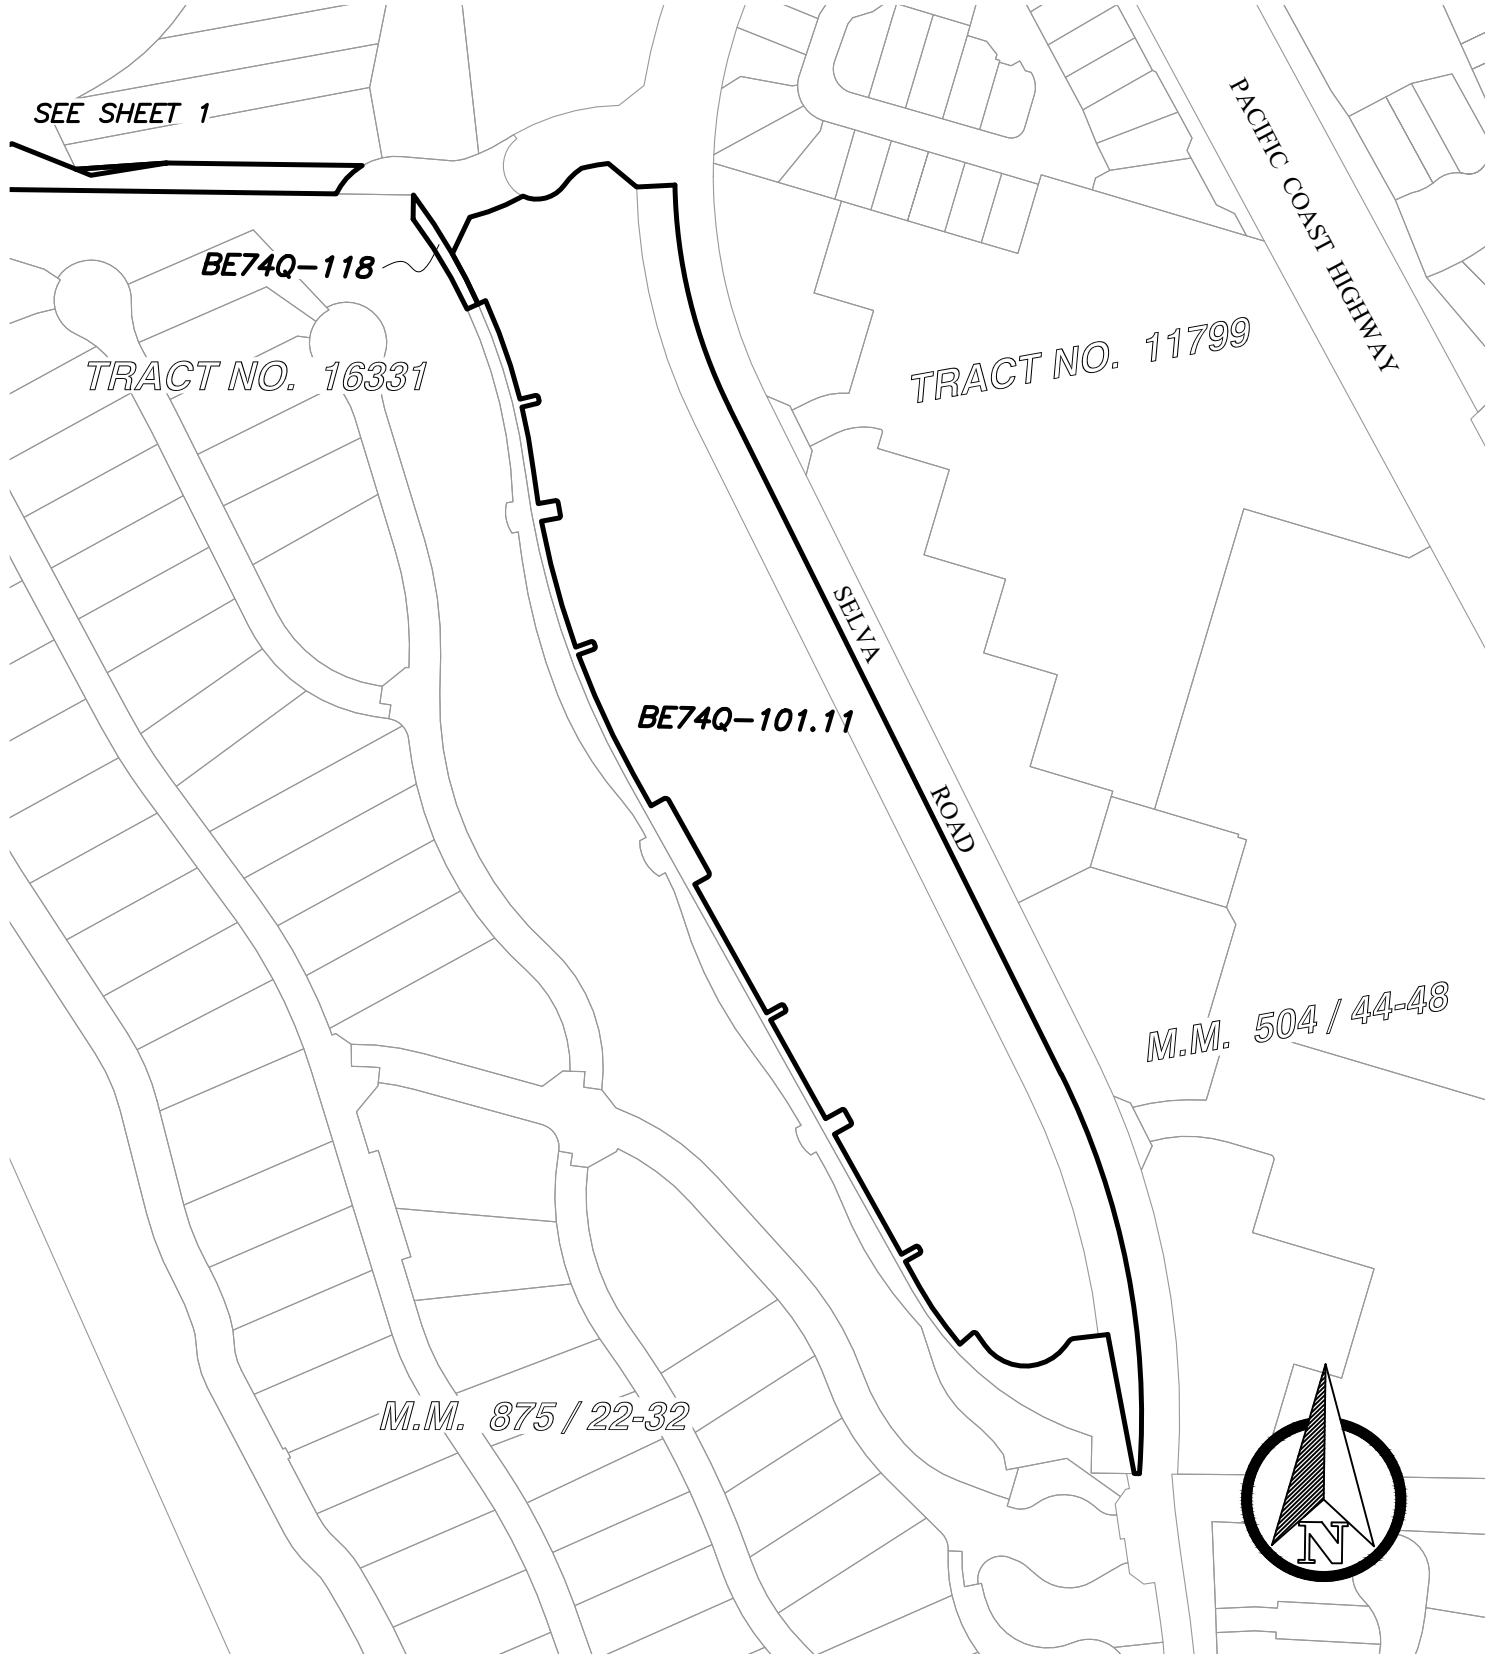 SEE SHEET 1
PACIFIC COAST HIGHWAY
BE74Q-118
TRACT NO. 16331
TRACT NO. 11799
SELVA
BE74Q-101.11
ROAD
M.M. 504 / 44-48
M.M. 875 / 22-32
N